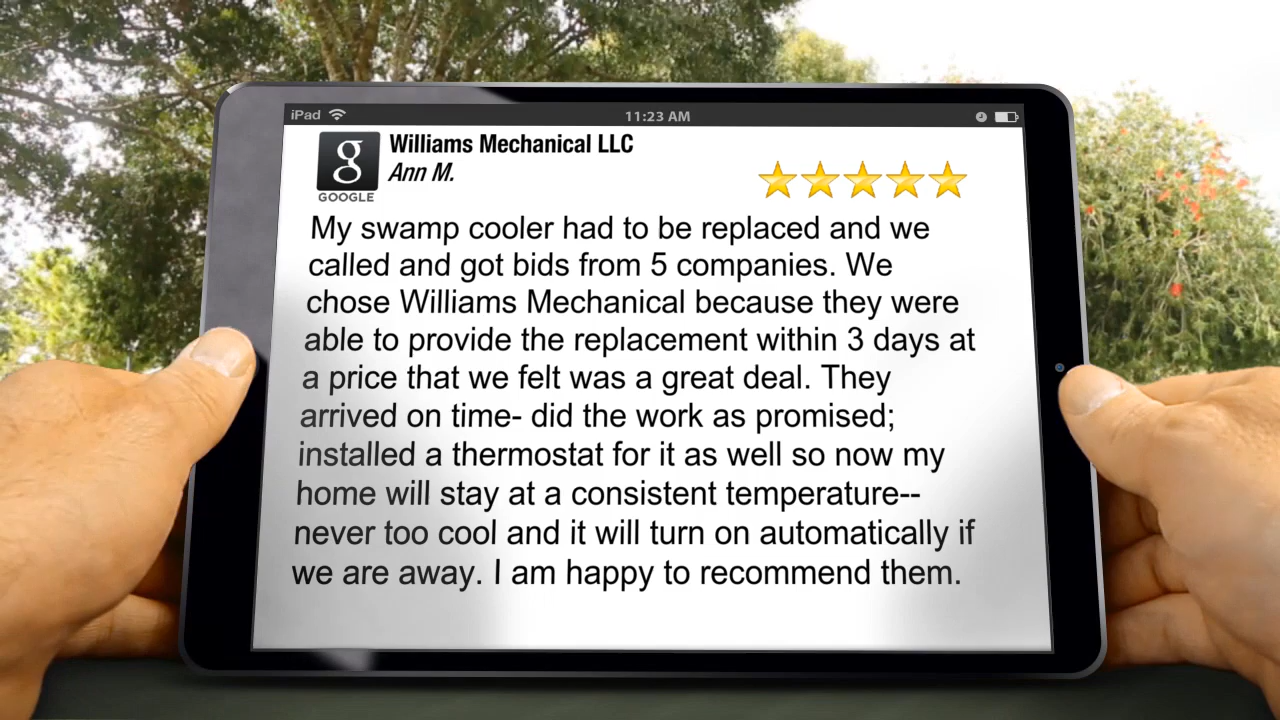 iPad 11:23 AM
g
GOOGLE
Williams Mechanical LLC
Ann M.
My swamp cooler had to be replaced and we
called and got bids from 5 companies. We
chose Williams Mechanical because they were
able to provide the replacement within 3 days at
a price that we felt was a great deal. They
arrived on time- did the work as promised;
installed a thermostat for it as well so now my
home will stay at a consistent temperature--
never too cool and it will turn on automatically if
we are away. I am happy to recommend them.